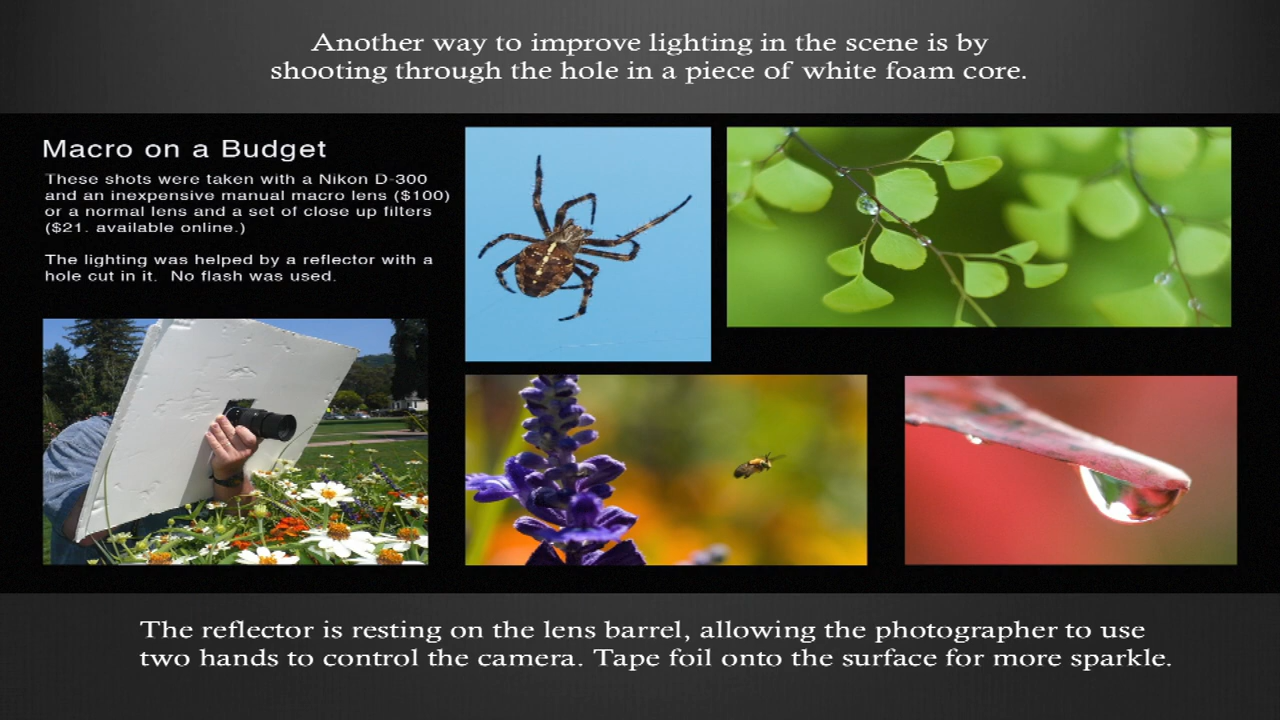 Another way to improve lighting in the scene is by
shooting through the hole in a piece of white foam core.
Macro on a Budget
These shots were taken with a Nikon D-300
and an inexpensive manual macro lens ($100)
or a normal lens and a set of close up filters
($21. available online.)
The lighting was helped by a reflector with a
hole cut in it.  No flash was used.
The reflector is resting on the lens barrel, allowing the photographer to use
two hands to control the camera. Tape foil onto the surface for more sparkle.